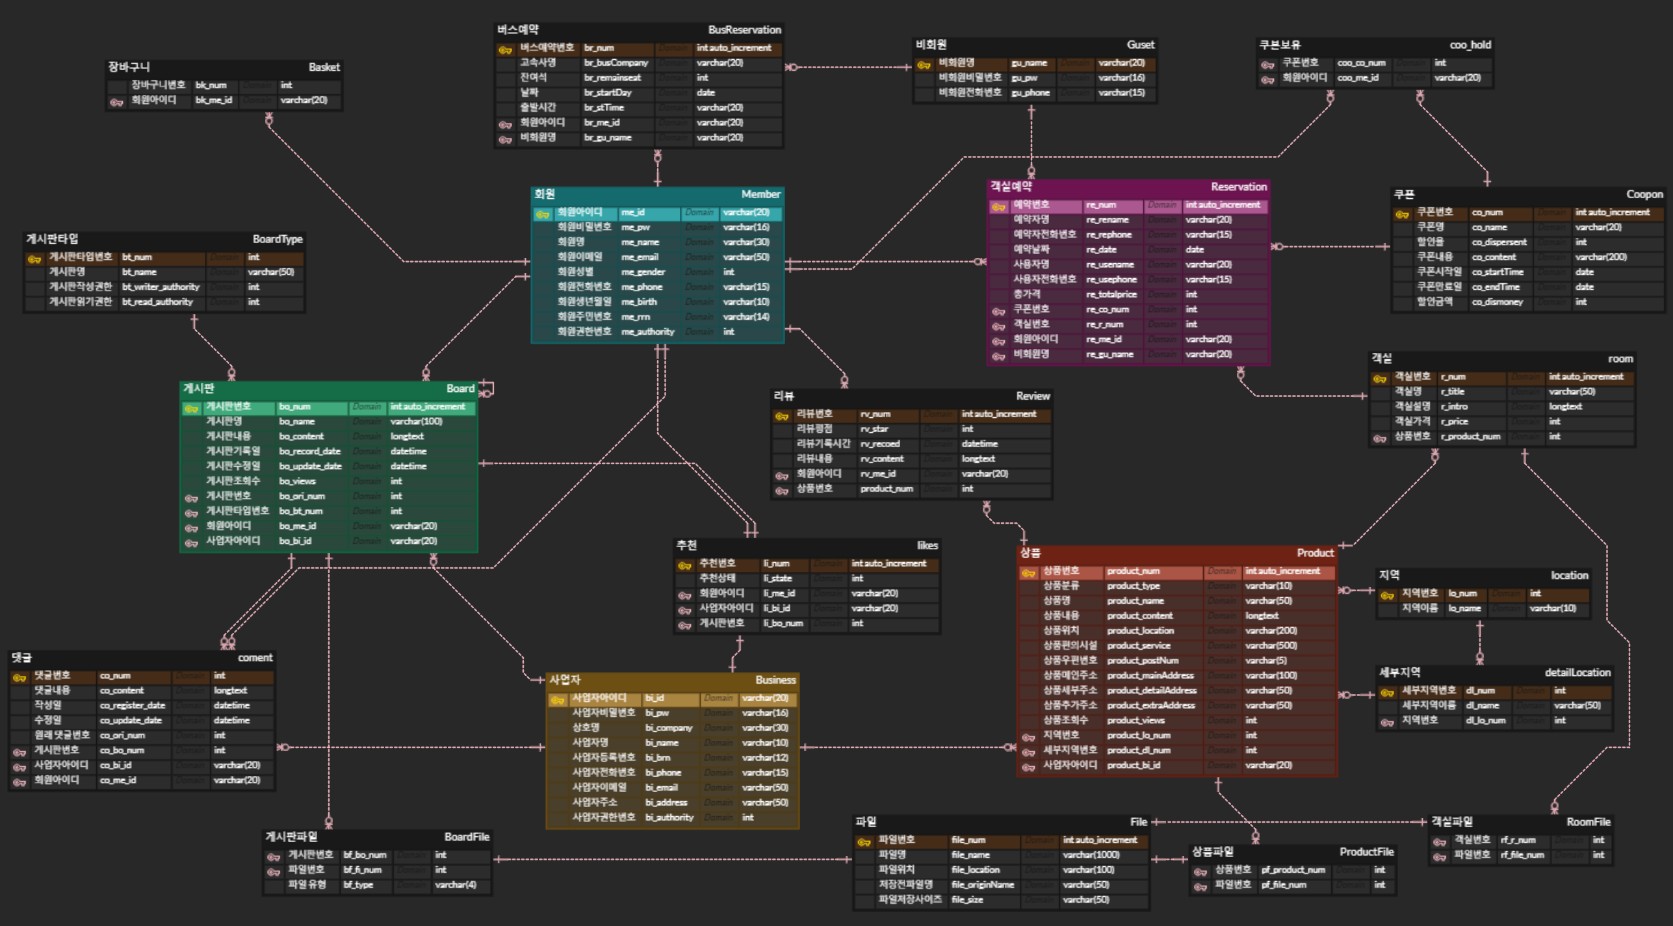 버스예약 BusReservation
버스예약번호 br_num Domain int auto_increment
고속사명 br_busCompany Domain varchar(20)
잔여석 br_remainseat Domain int
날짜 br_startDay Domain date
출발시간 br_stTime Domain varchar(20)
회원아이디 br_me_id Domain varchar(20)
비회원명 br_gu_name Domain varchar(20)
비회원 Guset
비회원명 gu_name Domain varchar(20)
비회원비밀번호 gu_pw Domain varchar(16)
비회원전화번호 gu_phone Domain varchar(15)
쿠폰보유 coo_hold
쿠폰번호 coo_co_num Domain int
회원아이디 coo_me_id Domain varchar(20)
장바구니 Basket
장바구니번호 bk_num Domain int
회원아이디 bk_me_id Domain varchar(20)
회원 Member
회원아이디 me_id Domain varchar(20)
회원비밀번호 me_pw Domain varchar(16)
회원명 me_name Domain varchar(30)
회원이메일 me_email Domain varchar(50)
회원성별 me_gender Domain int
회원전화번호 me_phone Domain varchar(15)
회원생년월일 me_birth Domain varchar(10)
회원주민번호 me_rrn Domain varchar(14)
회원권한번호 me_authority Domain int
객실예약 Reservation
예약번호 re_num Domain int auto_increment
예약자명 re_rename Domain varchar(20)
예약자전화번호 re_rephone Domain varchar(15)
예약날짜 re_date Domain date
사용자명 re_usename Domain varchar(20)
사용자전화번호 re_usephone Domain varchar(20)
총가격 re_totalprice Domain int
쿠폰번호 re_co_num Domain int
객실번호 re_r_num Domain int
회원아이디 re_me_id Domain varchar(20)
비회원명 re_gu_name Domain varchar(20)
쿠폰 Coopon
쿠폰번호 co_num Domain int auto_increment
쿠폰명 co_name Domain varchar(20)
할인율 co_dispersent Domain int
쿠폰내용 co_content Domain varchar(200)
쿠폰시작일 co_startTime Domain date
쿠폰만료일 co_endTime Domain date
할인금액 co_dismoney Domain int
게시판타입 BoardType
게시판타입번호 bt_num Domain int
게시판명 bt_name Domain varchar(50)
게시판작성권한 bt_writer_authority Domain int
게시판읽기권한 bt_read_authority Domain int
게시판 Board
게시판번호 bo_num Domain int auto_increment
게시판명 bo_name Domain varchar(100)
게시판내용 bo_content Domain longtext
게시판기록일 bo_record_date Domain datetime
게시판수정일 bo_update_date Domain datetime
게시판조회수 bo_views Domain int
게시판번호 bo_ori_num Domain int
게시판타입번호 bo_bt_num Domain int
회원아이디 bo_me_id Domain varchar(20)
사업자아이디 bo_bi_id Domain varchar(20)
리뷰 Review
리뷰번호 rv_num Domain int auto_increment
리뷰평점 rv_star Domain int
리뷰기록시간 rv_recoed Domain datetime
리뷰내용 rv_content Domain longtext
회원아이디 rv_me_id Domain varchar(20)
상품번호 product_num Domain int
객실 room
객실번호 r_num Domain int auto_increment
객실명 r_title Domain varchar(50)
객실설명 r_intro Domain longtext
객실가격 r_price Domain int
상품번호 r_product_num Domain int
추천 likes
추천번호 li_num Domain int auto_increment
추천상태 li_state Domain int
회원아이디 li_me_id Domain varchar(20)
사업자아이디 li_bi_id Domain varchar(20)
게시판번호 li_bo_num Domain int
상품 Product
상품번호 product_num Domain int auto_increment
상품분류 product_type Domain varchar(10)
상품명 product_name Domain varchar(50)
상품내용 product_content Domain longtext
상품위치 product_location Domain varchar(200)
상품편의시설 product_service Domain varchar(500)
상품우편번호 product_postNum Domain varchar(5)
상품메인주소 product_mainAddress Domain varchar(100)
상품세부주소 product_detailAddress Domain varchar(50)
상품추가주소 product_extraAddress Domain varchar(50)
상품조회수 product_views Domain int
지역번호 product_lo_num Domain int
세부지역번호 product_dl_num Domain int
사업자아이디 product_bi_id Domain varchar(20)
지역 location
지역번호 lo_num Domain int
지역이름 lo_name Domain varchar(10)
세부지역 detailLocation
세부지역번호 dl_num Domain int
세부지역이름 dl_name Domain varchar(50)
지역번호 dl_lo_num Domain int
댓글 coment
댓글번호 co_num Domain int
댓글내용 co_content Domain longtext
작성일 co_register_date Domain datetime
수정일 co_update_date Domain datetime
원래 댓글번호 co_ori_num Domain int
게시판번호 co_bo_num Domain int
사업자아이디 co_bi_id Domain varchar(20)
회원아이디 co_me_id Domain varchar(20)
사업자 Business
사업자아이디 bi_id Domain varchar(20)
사업자비밀번호 bi_pw Domain varchar(16)
상호명 bi_company Domain varchar(30)
사업자명 bi_name Domain varchar(10)
사업자등록번호 bi_brn Domain varchar(12)
사업자전화번호 bi_phone Domain varchar(15)
사업자이메일 bi_email Domain varchar(50)
사업자주소 bi_address Domain varchar(50)
사업자권한번호 bi_authority Domain int
게시판파일 BoardFile
게시판번호 bf_bo_num Domain int
파일번호 bf_fi_num Domain int
파일 유형 bf_type Domain varchar(4)
파일 File
파일번호 file_num Domain int auto_increment
파일명 file_name Domain varchar(1000)
파일위치 file_location Domain varchar(100)
저장전파일명 file_originName Domain varchar(50)
파일저장사이즈 file_size Domain varchar(50)
상품파일 ProductFile
상품번호 pf_product_num Domain int
파일번호 pf_file_num Domain int
객실파일 RoomFile
객실번호 rf_r_num Domain int
파일번호 rf_file_num Domain int